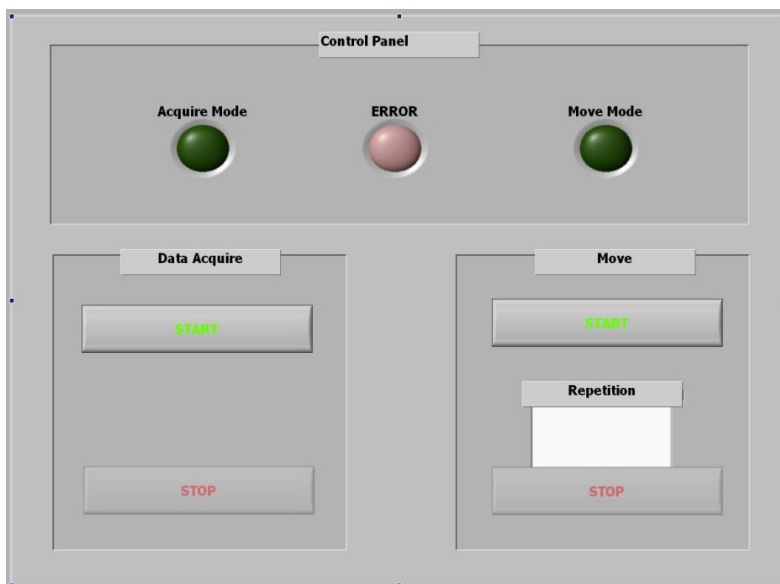 Control Panel
Acquire Mode
ERROR
Move Mode
Data Acquire
START
STOP
Move
START
Repetition
STOP